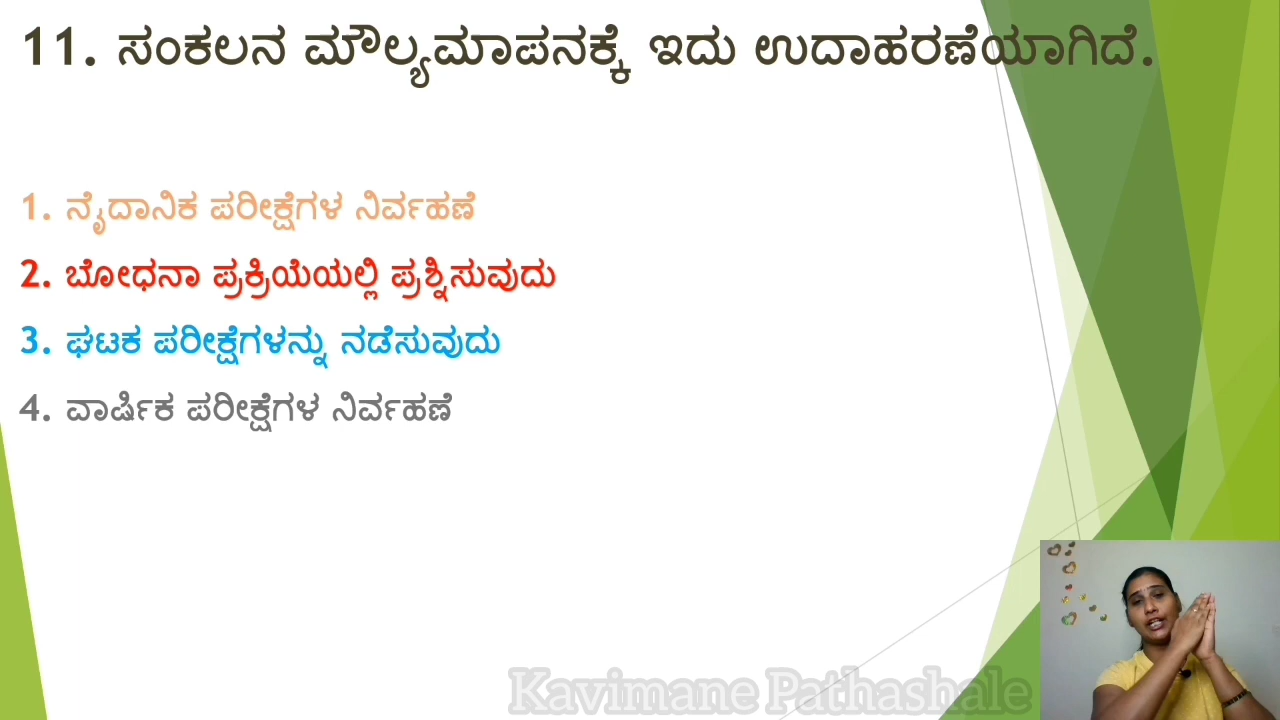 11. ಸಂಕಲನ ಮೌಲ್ಯಮಾಪನಕ್ಕೆ ಇದು ಉದಾಹರಣೆಯಾಗಿದೆ.
1. ನೈದಾನಿಕ ಪರೀಕ್ಷೆಗಳ ನಿರ್ವಹಣೆ
2. ಬೋಧನಾ ಪ್ರಕ್ರಿಯೆಯಲ್ಲಿ ಪ್ರಶ್ನಿಸುವುದು
3. ಘಟಕ ಪರೀಕ್ಷೆಗಳನ್ನು ನಡೆಸುವುದು
4. ವಾರ್ಷಿಕ ಪರೀಕ್ಷೆಗಳ ನಿರ್ವಹಣೆ
Kavimane Pathashale